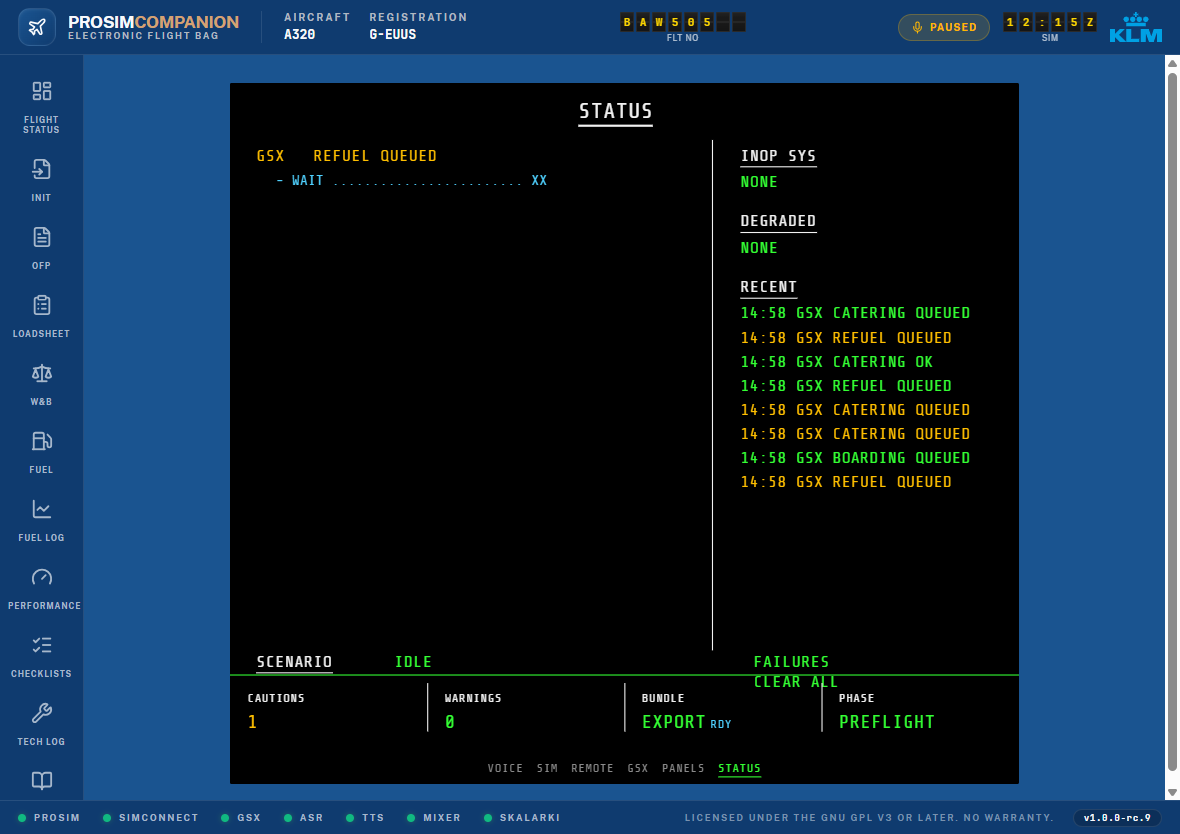 PROSIMCOMPANION
ELECTRONIC FLIGHT BAG
AIRCRAFT
A320
REGISTRATION
G-EUUS
BAW505
FLT NO
PAUSED
12:15Z
SIM
KLM
FLIGHT STATUS
INIT
OFP
LOADSHEET
W&B
FUEL
FUEL LOG
PERFORMANCE
CHECKLISTS
TECH LOG
STATUS
GSX REFUEL QUEUED
- WAIT ........................ XX
INOP SYS
NONE
DEGRADED
NONE
RECENT
14:58 GSX CATERING QUEUED
14:58 GSX REFUEL QUEUED
14:58 GSX CATERING OK
14:58 GSX REFUEL QUEUED
14:58 GSX CATERING QUEUED
14:58 GSX CATERING QUEUED
14:58 GSX BOARDING QUEUED
14:58 GSX REFUEL QUEUED
SCENARIO IDLE
FAILURES
CLEAR ALL
CAUTIONS
1
WARNINGS
0
BUNDLE
EXPORT RDY
PHASE
PREFLIGHT
VOICE SIM REMOTE GSX PANELS STATUS
PROSIM SIMCONNECT GSX ASR TTS MIXER SKALARKI
LICENSED UNDER THE GNU GPL V3 OR LATER. NO WARRANTY.
v1.0.0-rc.9